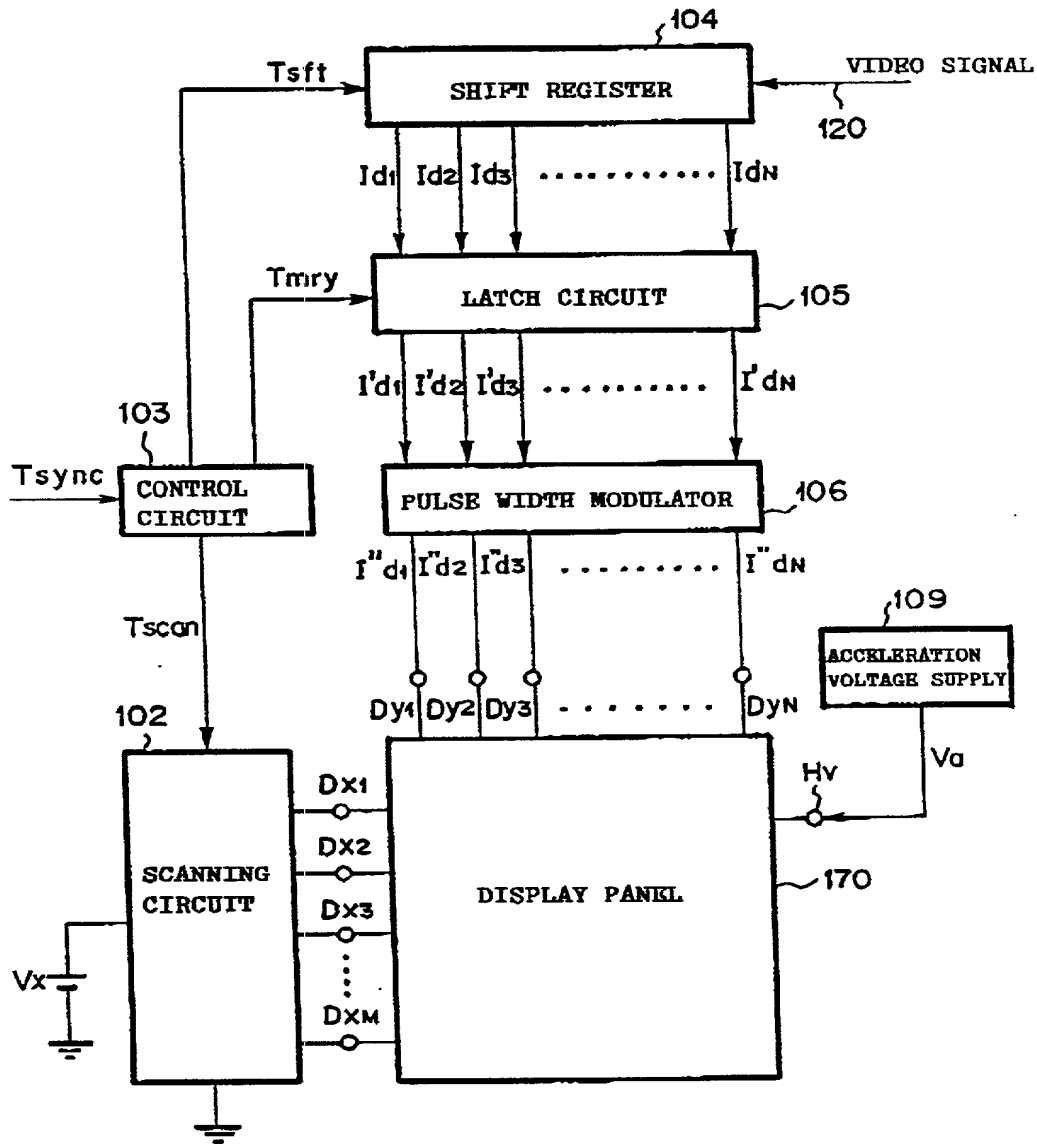 104
VIDEO SIGNAL
Tsft
SHIFT REGISTER
120
Id1 Id2 Id3 ........... IdN
Tmry
LATCH CIRCUIT
105
I'd1 I'd2 I'd3 .......... I'dN
103
Tsync
CONTROL
CIRCUIT
PULSE WIDTH MODULATOR
106
I"d1 I"d2 I"d3 .......... I"dN
Tscan
109
ACCELERATION
VOLTAGE SUPPLY
Dy1 Dy2 Dy3 ........ DyN
102
Va
Hv
Dx1
Dx2
SCANNING
CIRCUIT
Dx3
DISPLAY PANEL
170
Vx
DxM